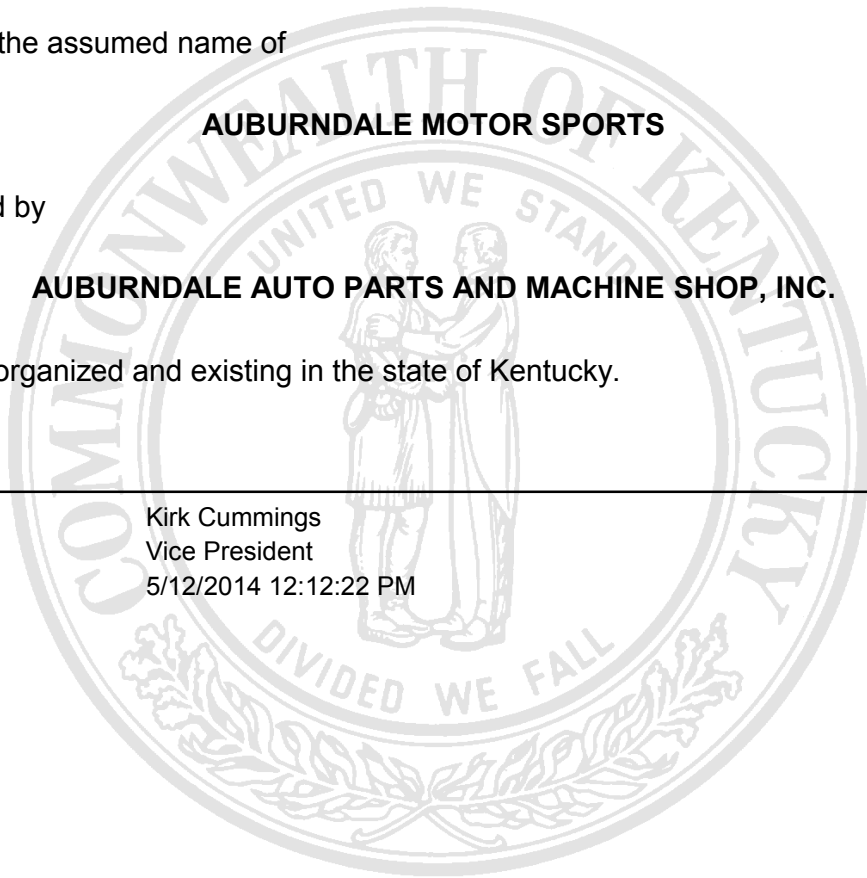 the assumed name of
AUBURNDALE MOTOR SPORTS
d by
AUBURNDALE AUTO PARTS AND MACHINE SHOP, INC.
organized and existing in the state of Kentucky.
Kirk Cummings
Vice President
5/12/2014 12:12:22 PM
COMMONWEALTH OF KENTUCKY
UNITED WE STAND
DIVIDED WE FALL